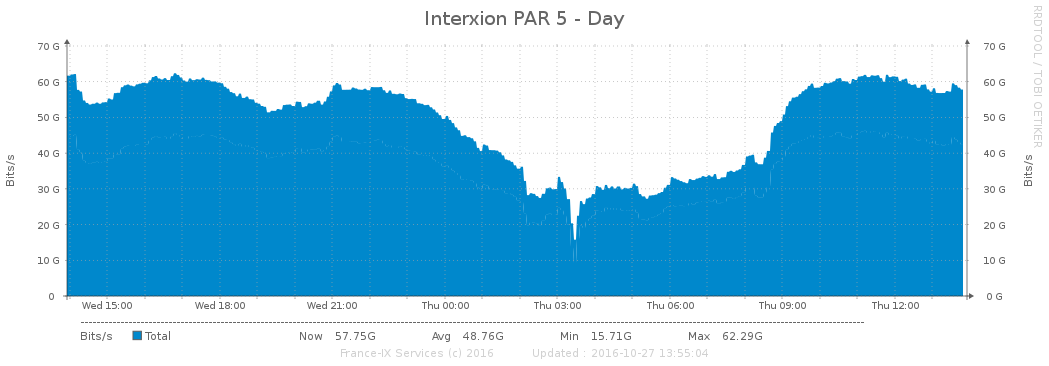 Interxion PAR 5 - Day
RRDTOOL / TOBI OETIKER
70 G 70 G
60 G 60 G
50 G 50 G
40 G 40 G
30 G 30 G
20 G 20 G
10 G 10 G
0 0 G
Bits/s
Bits/s
Wed 15:00 Wed 18:00 Wed 21:00 Thu 00:00 Thu 03:00 Thu 06:00 Thu 09:00 Thu 12:00
Bits/s Total Now 57.75G Avg 48.76G Min 15.71G Max 62.29G
France-IX Services (c) 2016 Updated : 2016-10-27 13:55:04